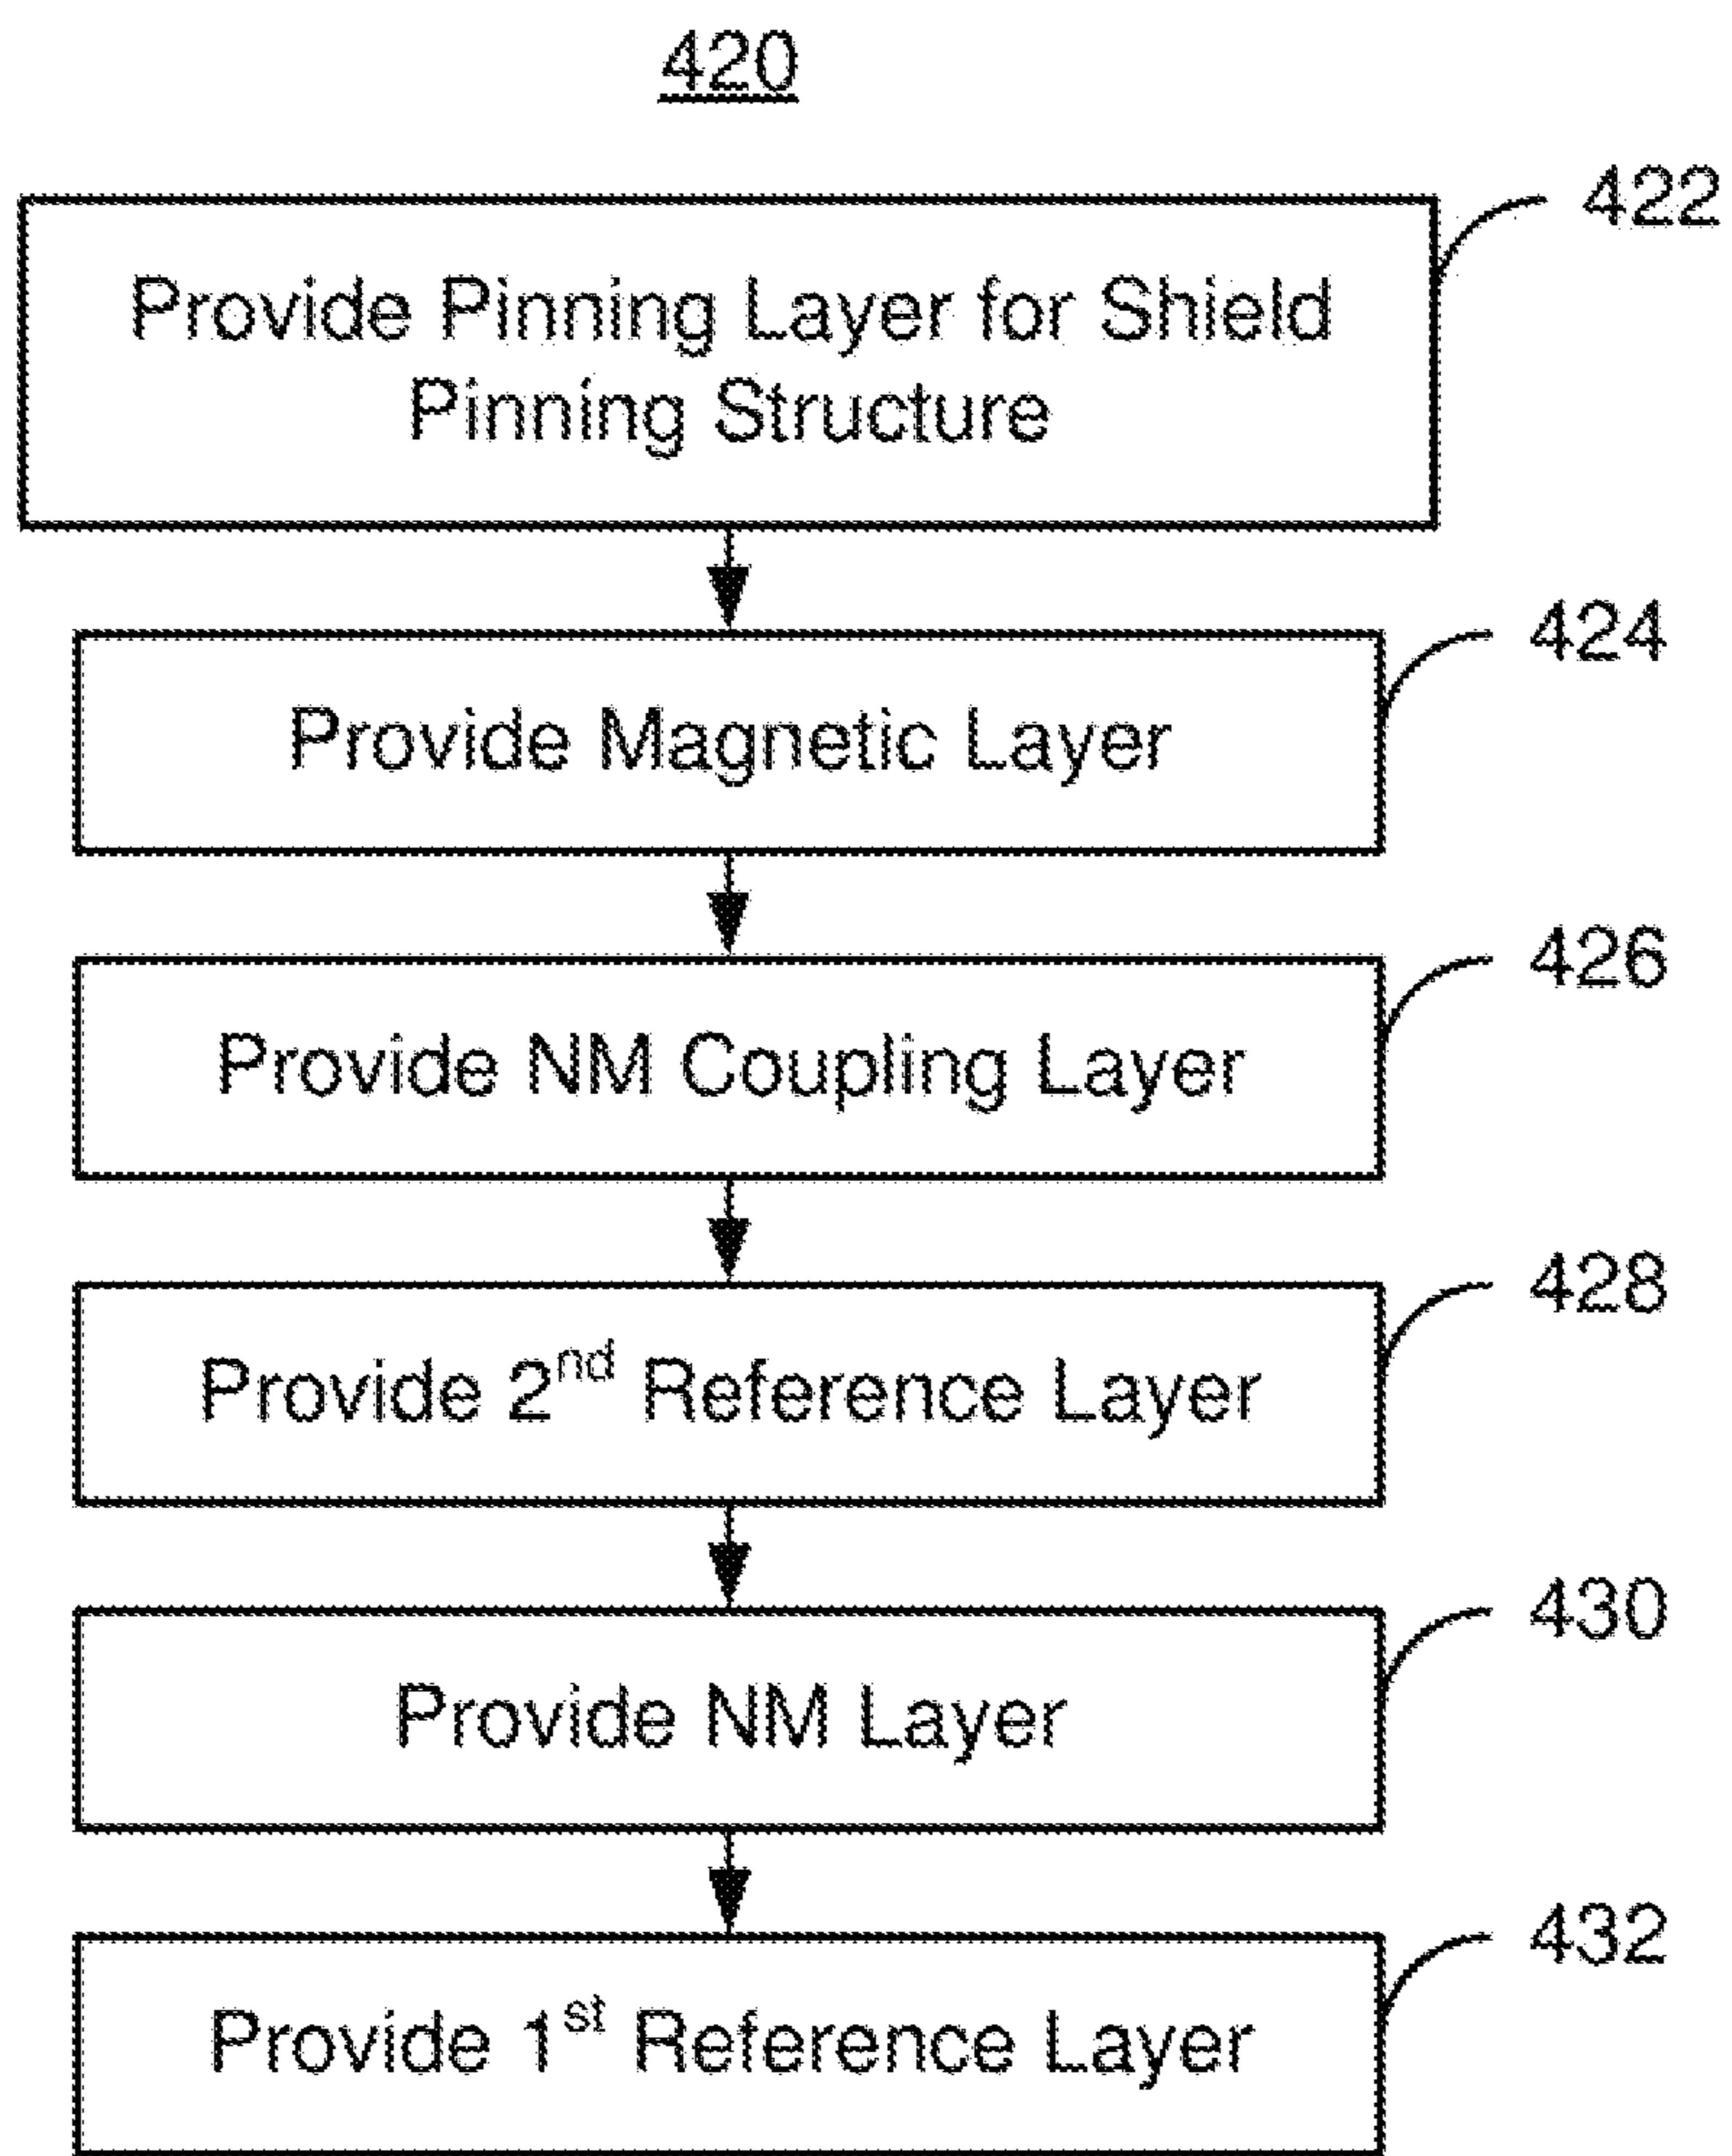 420
422
Provide Pinning Layer for Shield
Pinning Structure
424
Provide Magnetic Layer
426
Provide NM Coupling Layer
428
Provide 2nd Reference Layer
430
Provide NM Layer
432
Provide 1st Reference Layer